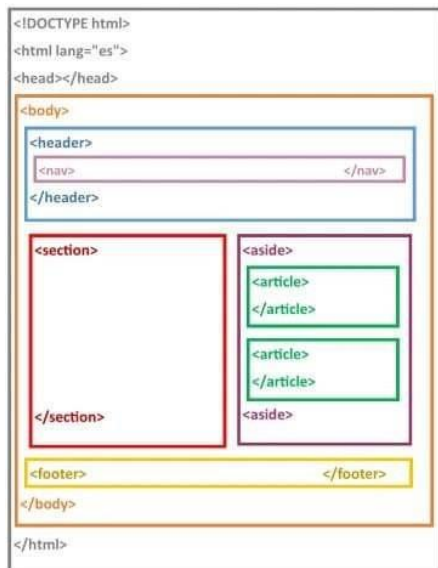 <!DOCTYPE html>
<html lang="es">
<head></head>
<body>
<header>
<nav> </nav>
</header>
<section>
</section>
<aside>
<article>
</article>
<article>
</article>
<aside>
<footer> </footer>
</body>
</html>